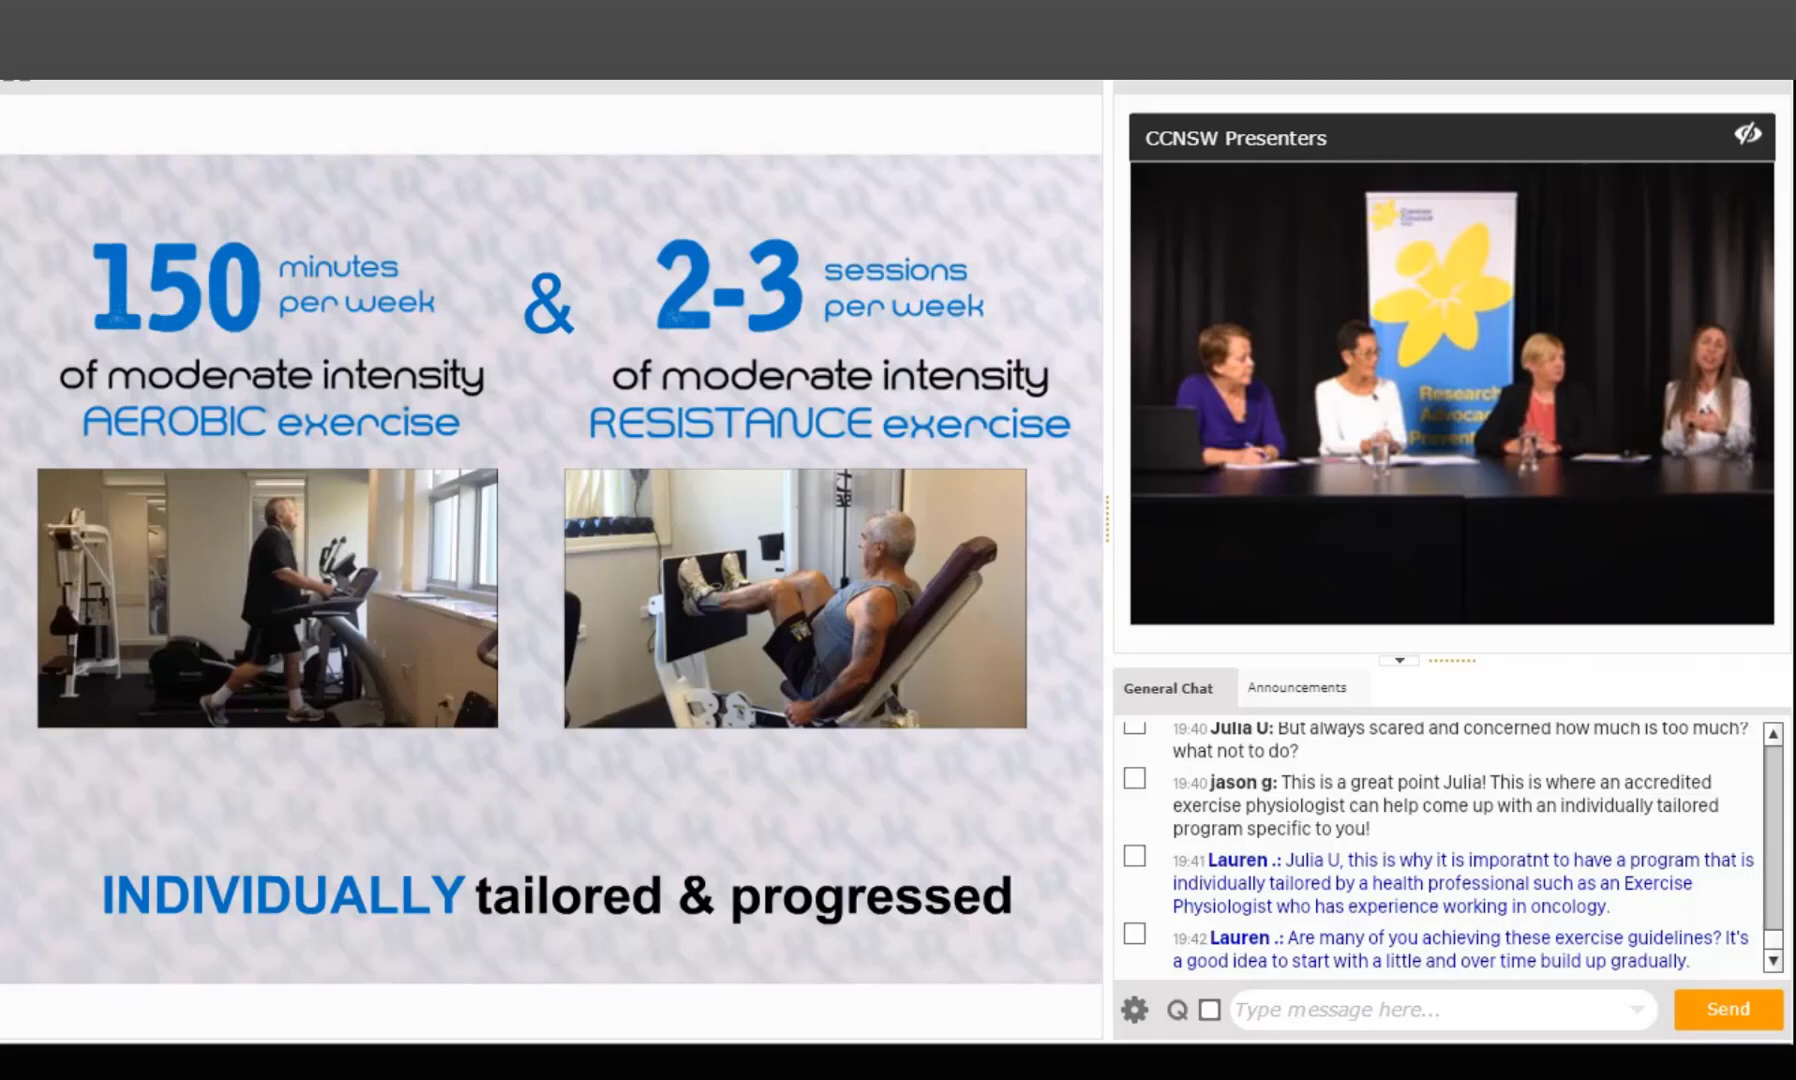 150 minutes
per week
of moderate intensity
AEROBIC exercise
&
2-3 sessions
per week
of moderate intensity
RESISTANCE exercise
INDIVIDUALLY tailored & progressed
CCNSW Presenters
Cancer
Council
Research
Advocac
Prevent
General Chat
Announcements
19:40 Julia U: But always scared and concerned how much is too much?
what not to do?
19:40 jason g: This is a great point Julia! This is where an accredited
exercise physiologist can help come up with an individually tailored
program specific to you!
19:41 Lauren .: Julia U, this is why it is imporatnt to have a program that is
individually tailored by a health professional such as an Exercise
Physiologist who has experience working in oncology.
19:42 Lauren .: Are many of you achieving these exercise guidelines? It's
a good idea to start with a little and over time build up gradually.
Q
Type message here...
Send